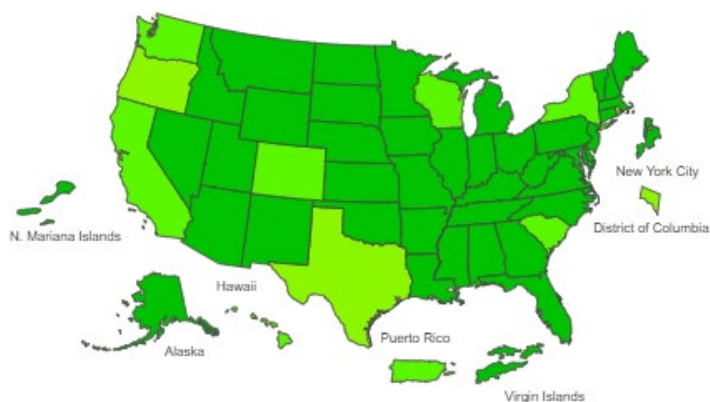 New York City
District of Columbia
N. Mariana Islands
Hawaii
Puerto Rico
Alaska
Virgin Islands